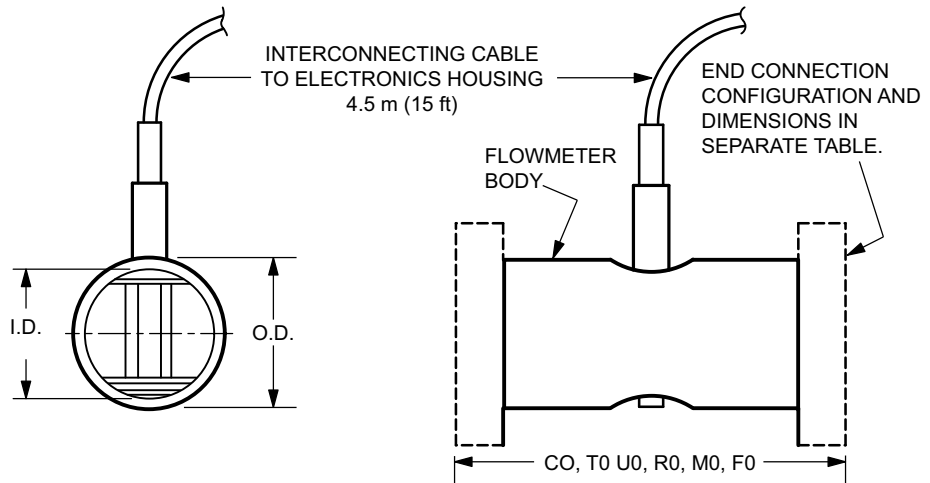 INTERCONNECTING CABLE
TO ELECTRONICS HOUSING
4.5 m (15 ft)
END CONNECTION
CONFIGURATION AND
DIMENSIONS IN
SEPARATE TABLE.
FLOWMETER
BODY
I.D.
O.D.
CO, T0 U0, R0, M0, F0